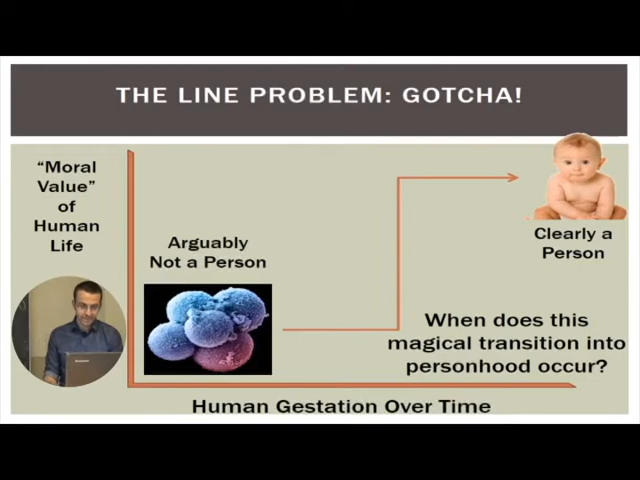 THE LINE PROBLEM: GOTCHA!
“Moral
Value”
of
Human
Life
Arguably
Not a Person
Clearly a
Person
When does this
magical transition into
personhood occur?
Human Gestation Over Time